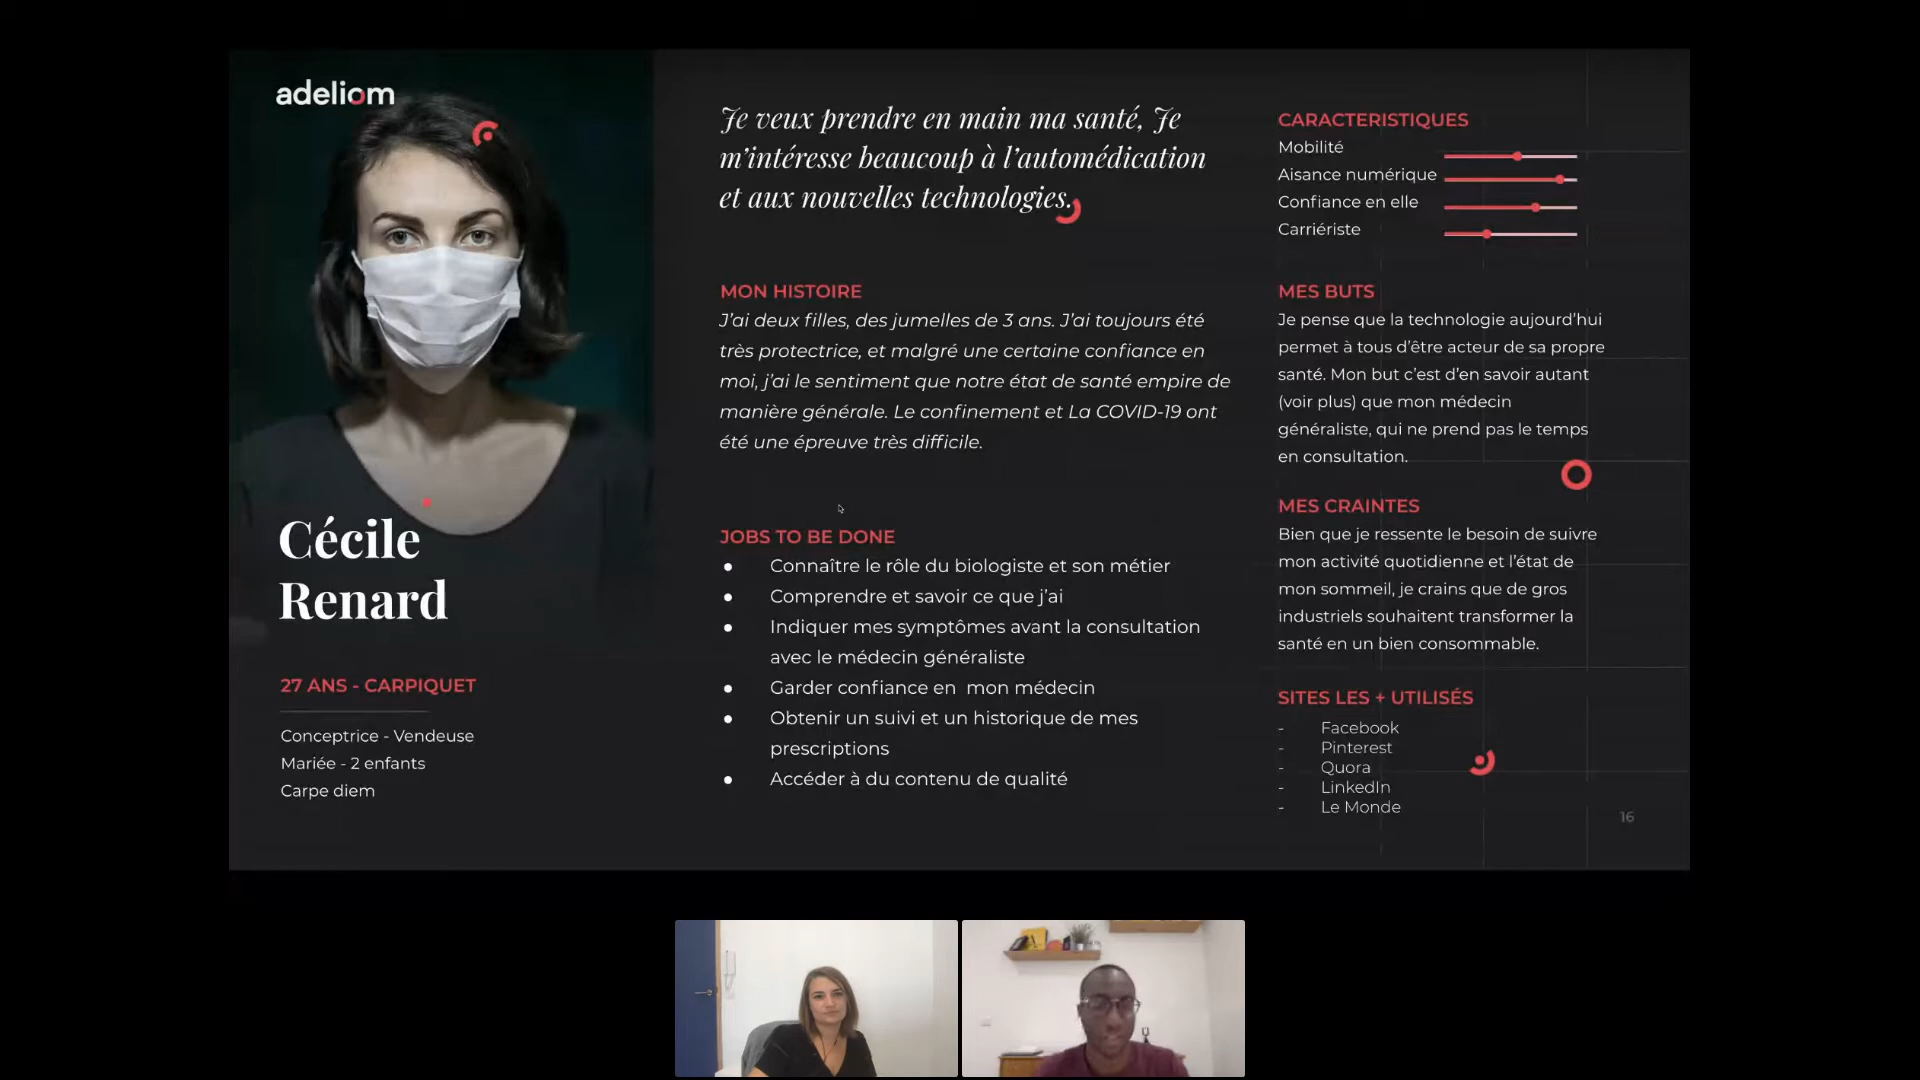 adeliom
Je veux prendre en main ma santé, Je
m'intéresse beaucoup à l'automédication
et aux nouvelles technologies.
MON HISTOIRE
J'ai deux filles, des jumelles de 3 ans. J'ai toujours été
très protectrice, et malgré une certaine confiance en
moi, j'ai le sentiment que notre état de santé empire de
manière générale. Le confinement et La COVID-19 ont
été une épreuve très difficile.
JOBS TO BE DONE
● Connaître le rôle du biologiste et son métier
● Comprendre et savoir ce que j'ai
● Indiquer mes symptômes avant la consultation
avec le médecin généraliste
● Garder confiance en mon médecin
● Obtenir un suivi et un historique de mes
prescriptions
● Accéder à du contenu de qualité
Cécile
Renard
27 ANS - CARPIQUET
Conceptrice - Vendeuse
Mariée - 2 enfants
Carpe diem
CARACTERISTIQUES
Mobilité
Aisance numérique
Confiance en elle
Carriériste
MES BUTS
Je pense que la technologie aujourd'hui
permet à tous d'être acteur de sa propre
santé. Mon but c'est d'en savoir autant
(voir plus) que mon médecin
généraliste, qui ne prend pas le temps
en consultation.
MES CRAINTES
Bien que je ressente le besoin de suivre
mon activité quotidienne et l'état de
mon sommeil, je crains que de gros
industriels souhaitent transformer la
santé en un bien consommable.
SITES LES + UTILISÉS
- Facebook
- Pinterest
- Quora
- LinkedIn
- Le Monde
16